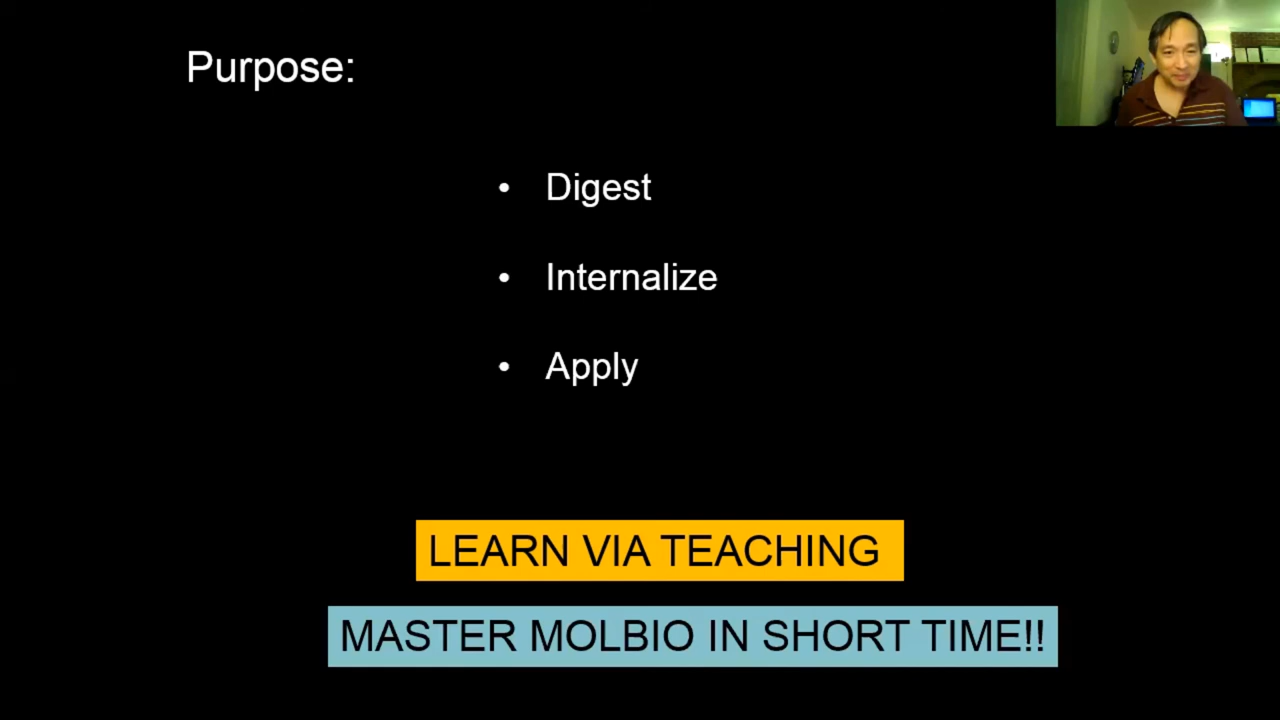 Purpose:
• Digest
• Internalize
• Apply
LEARN VIA TEACHING
MASTER MOLBIO IN SHORT TIME!!